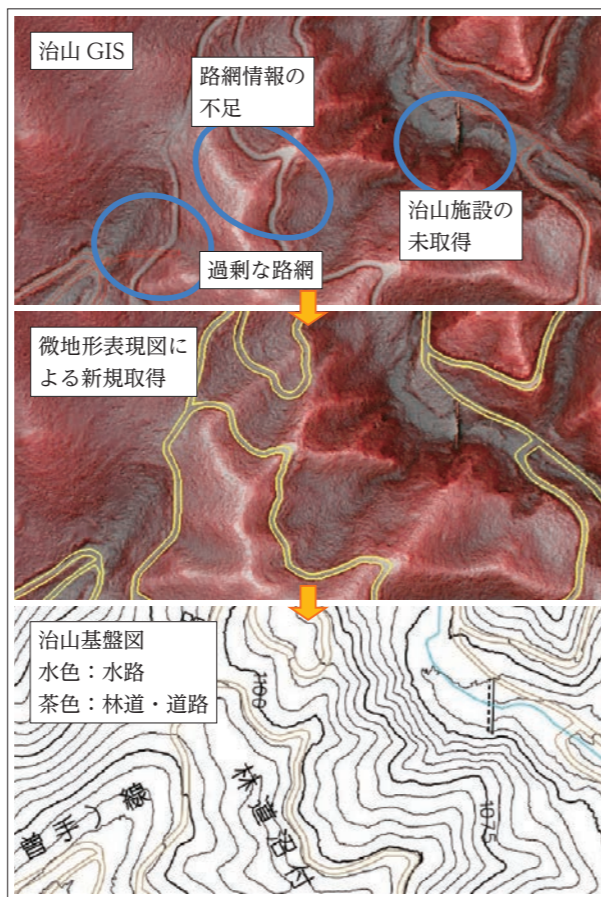 治山 GIS
路網情報の
不足
治山施設の
未取得
過剰な路網
微地形表現図に
よる新規取得
治山基盤図
水色：水路
茶色：林道・道路
1100
曽手ノ線
林道沼付
1075